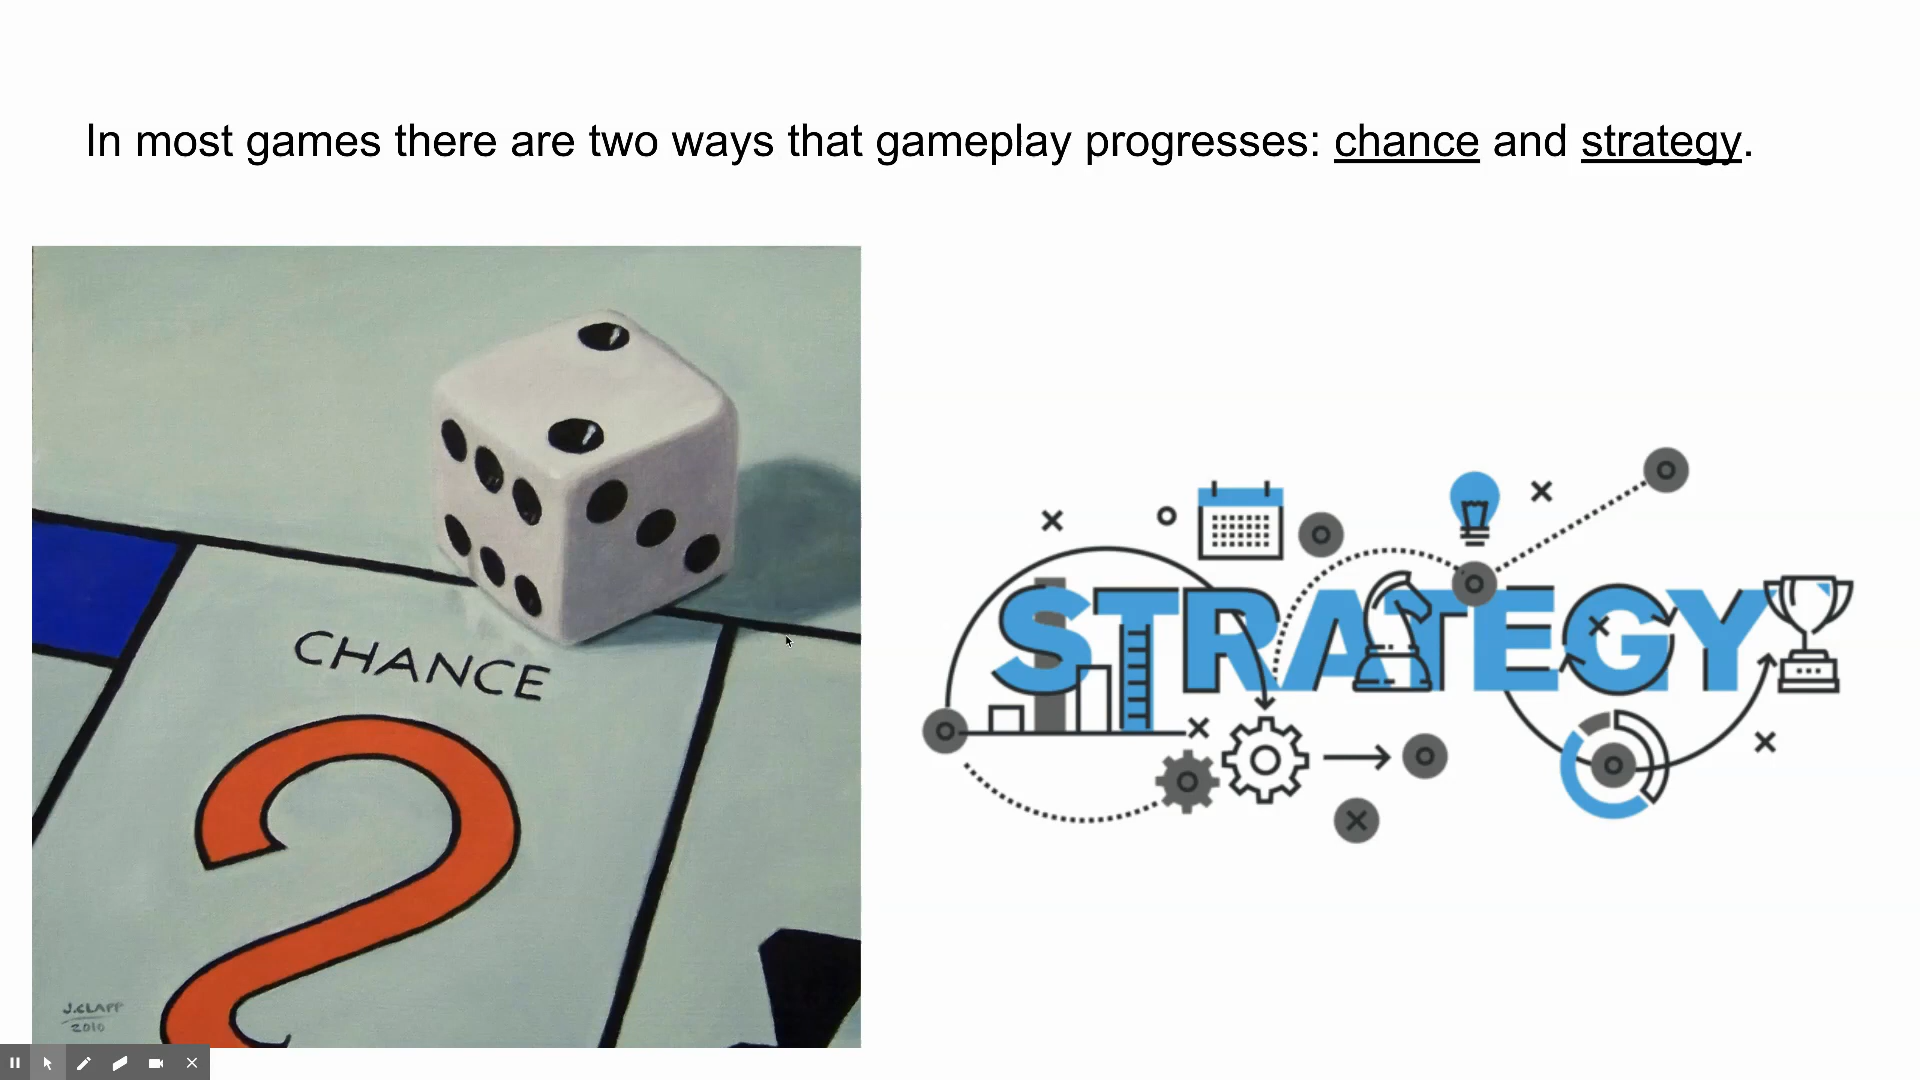 In most games there are two ways that gameplay progresses: chance and strategy.
CHANCE
J.CLAPP
2010
STRATEGY